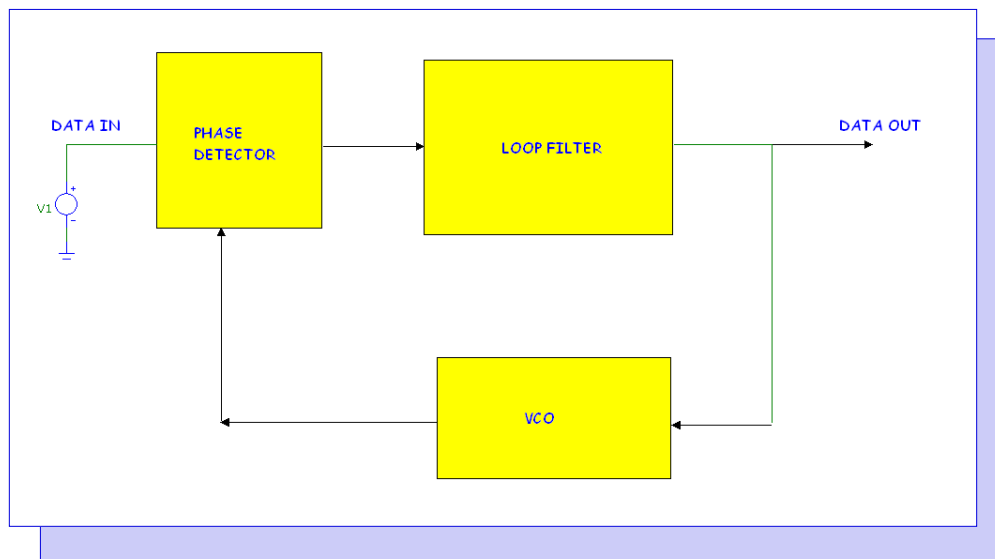 DATA IN
PHASE
DETECTOR
LOOP FILTER
DATA OUT
V1
+
-
VCO